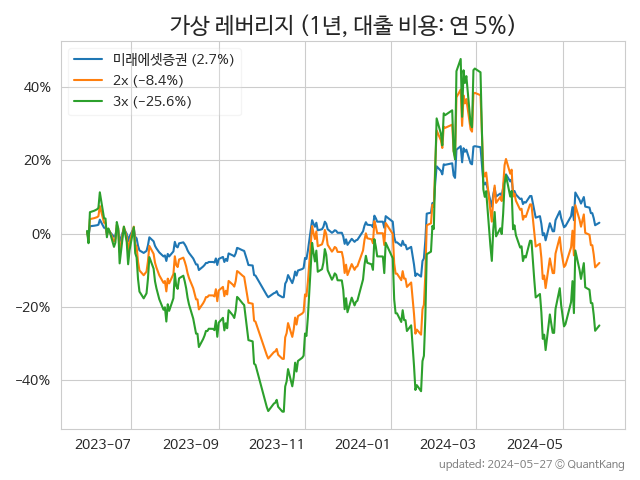 가상 레버리지 (1년, 대출 비용: 연 5%)
미래에셋증권 (2.7%)
2x (−8.4%)
3x (−25.6%)
40%
20%
0%
−20%
−40%
2023−07
2023−09
2023−11
2024−01
2024−03
2024−05
updated: 2024-05-27 © QuantKang